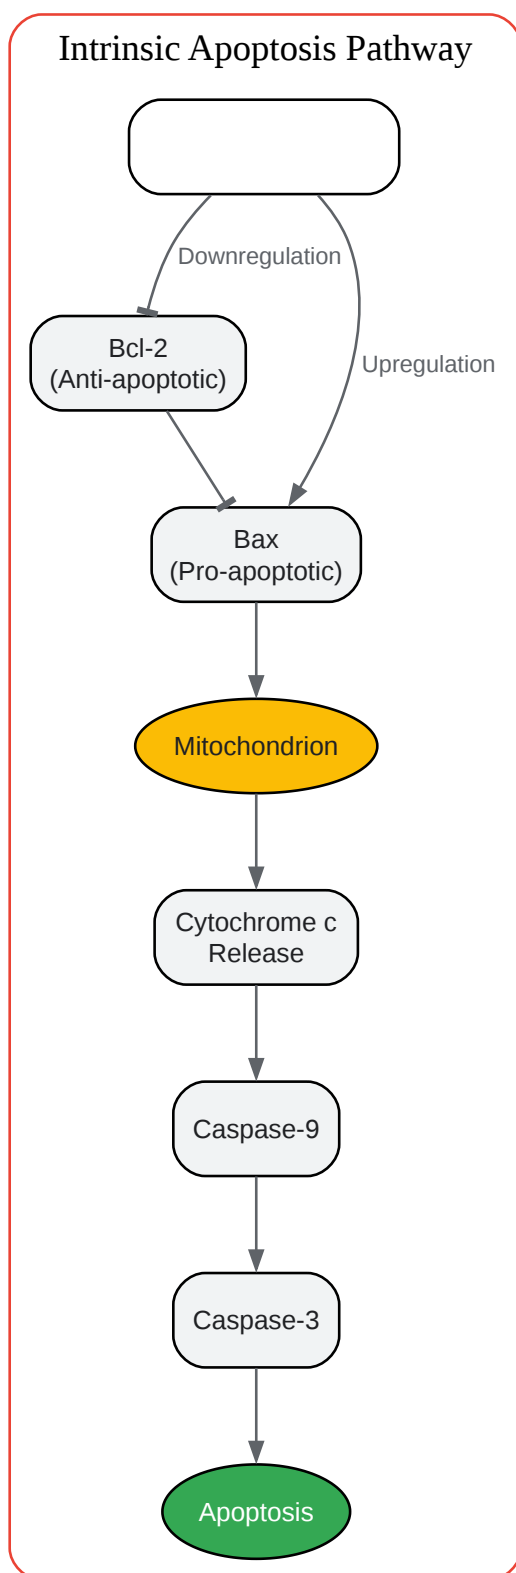 Intrinsic Apoptosis Pathway
Downregulation
Bcl-2
(Anti-apoptotic)
Upregulation
Bax
(Pro-apoptotic)
Mitochondrion
Cytochrome c
Release
Caspase-9
Caspase-3
Apoptosis